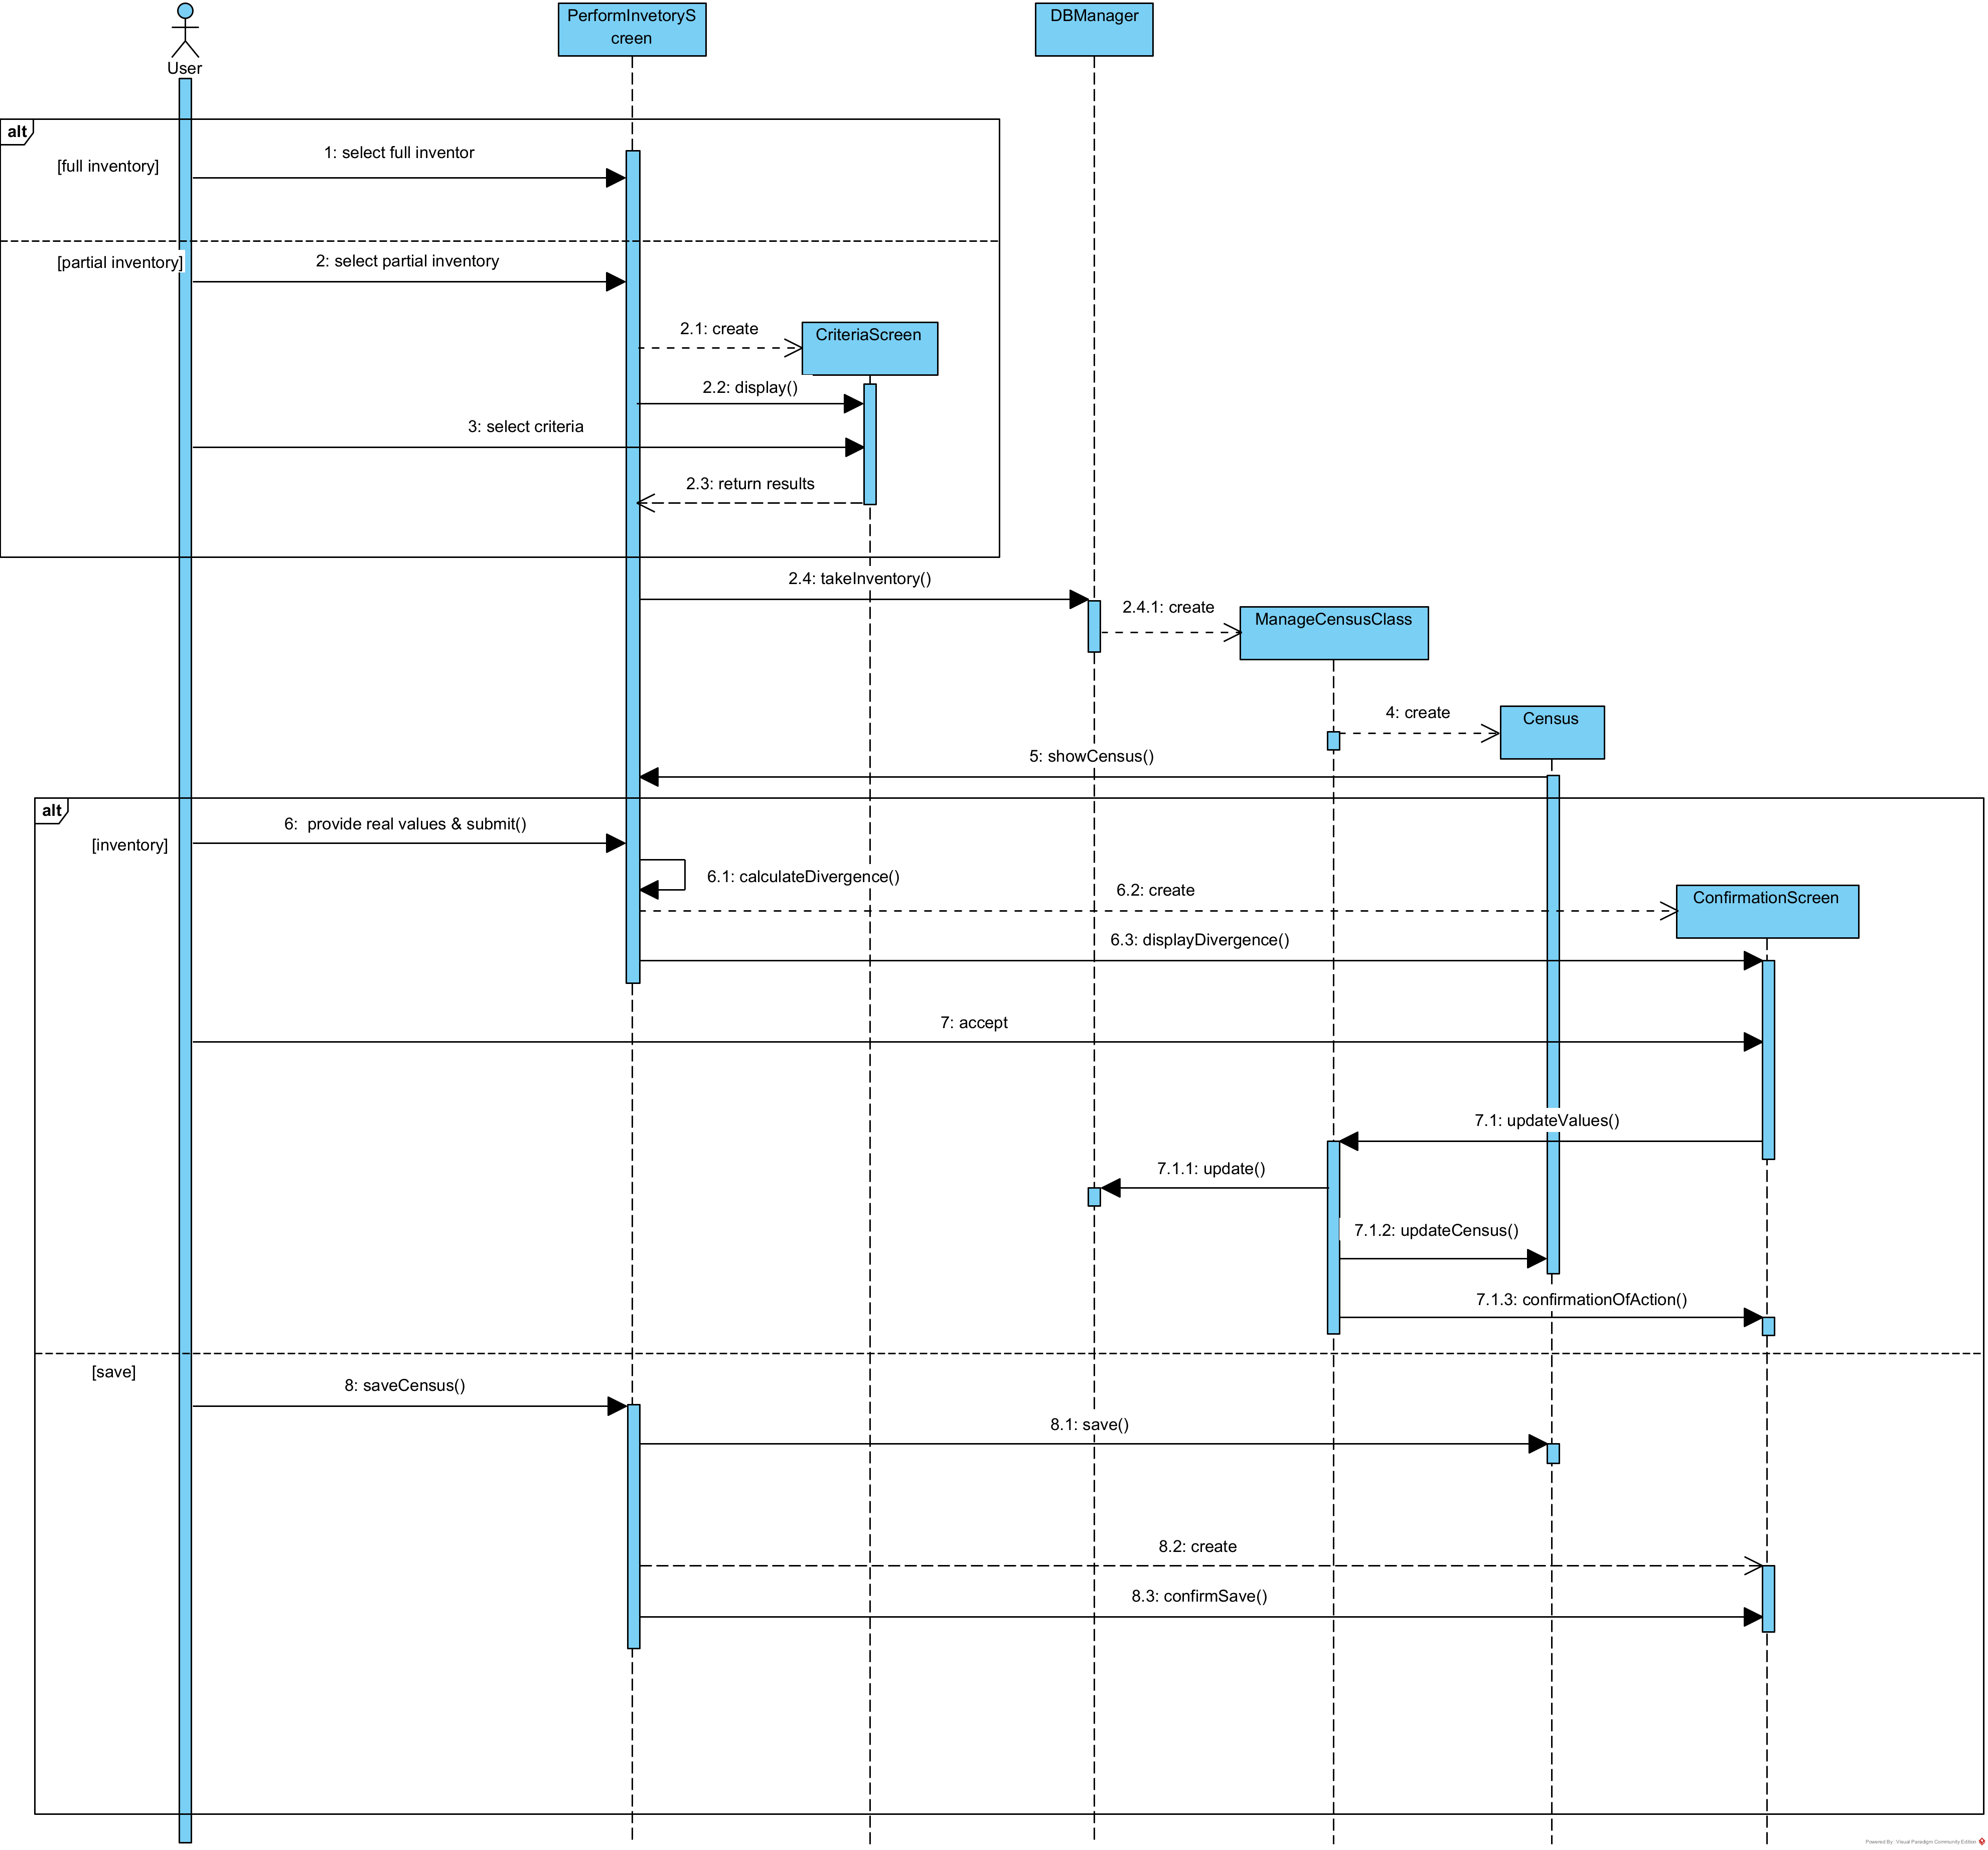 PerformInvetoryS
creen
DBManager
User
alt
[full inventory]
1: select full inventor
[partial inventory]
2: select partial inventory
2.1: create
CriteriaScreen
2.2: display()
3: select criteria
2.3: return results
2.4: takeInventory()
2.4.1: create
ManageCensusClass
4: create
Census
5: showCensus()
alt
6:  provide real values & submit()
[inventory]
6.1: calculateDivergence()
6.2: create
ConfirmationScreen
6.3: displayDivergence()
7: accept
7.1: updateValues()
7.1.1: update()
7.1.2: updateCensus()
7.1.3: confirmationOfAction()
[save]
8: saveCensus()
8.1: save()
8.2: create
8.3: confirmSave()
Powered By: Visual Paradigm Community Edition